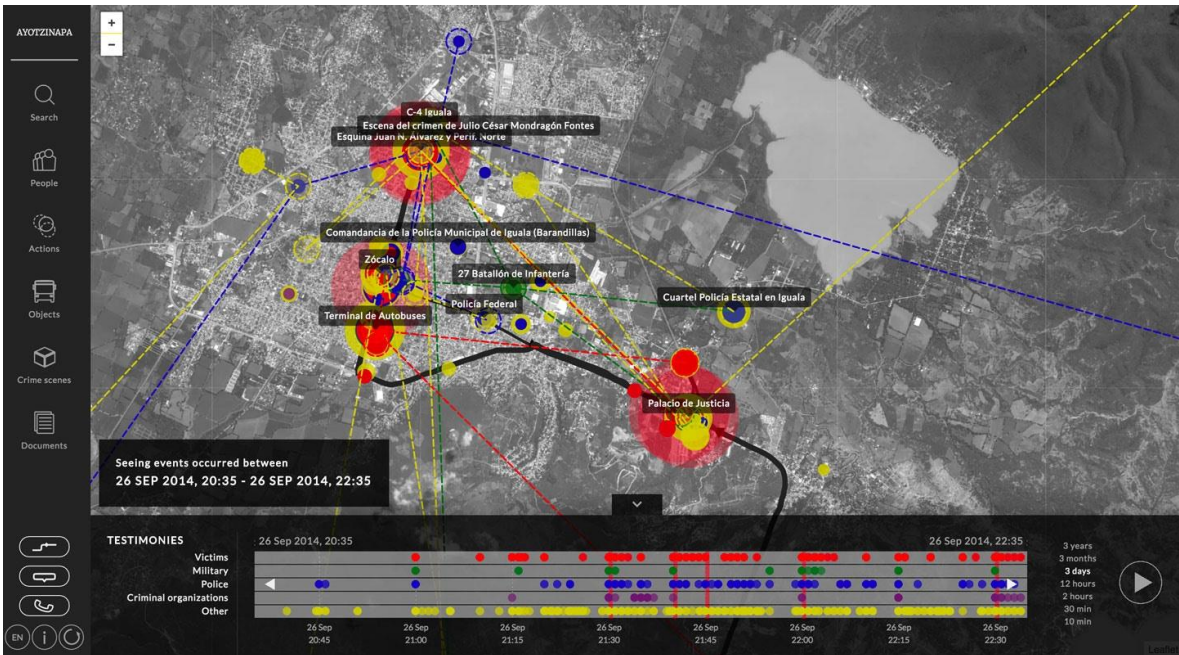 AYOTZINAPA
+
−
Search
People
Actions
Objects
Crime scenes
Documents
EN
i
C-4 Iguala
Escena del crimen de Julio César Mondragón Fontes
Esquina Juan N. Álvarez y Perif. Norte
Comandancia de la Policía Municipal de Iguala (Barandillas)
Zócalo
27 Batallón de Infantería
Policía Federal
Cuartel Policía Estatal en Iguala
Terminal de Autobuses
Palacio de Justicia
Seeing events occurred between
26 SEP 2014, 20:35 - 26 SEP 2014, 22:35
TESTIMONIES
26 Sep 2014, 20:35
26 Sep 2014, 22:35
Victims
Military
Police
Criminal organizations
Other
26 Sep
20:45
26 Sep
21:00
26 Sep
21:15
26 Sep
21:30
26 Sep
21:45
26 Sep
22:00
26 Sep
22:15
26 Sep
22:30
3 years
3 months
3 days
12 hours
2 hours
30 min
10 min
Leaflet